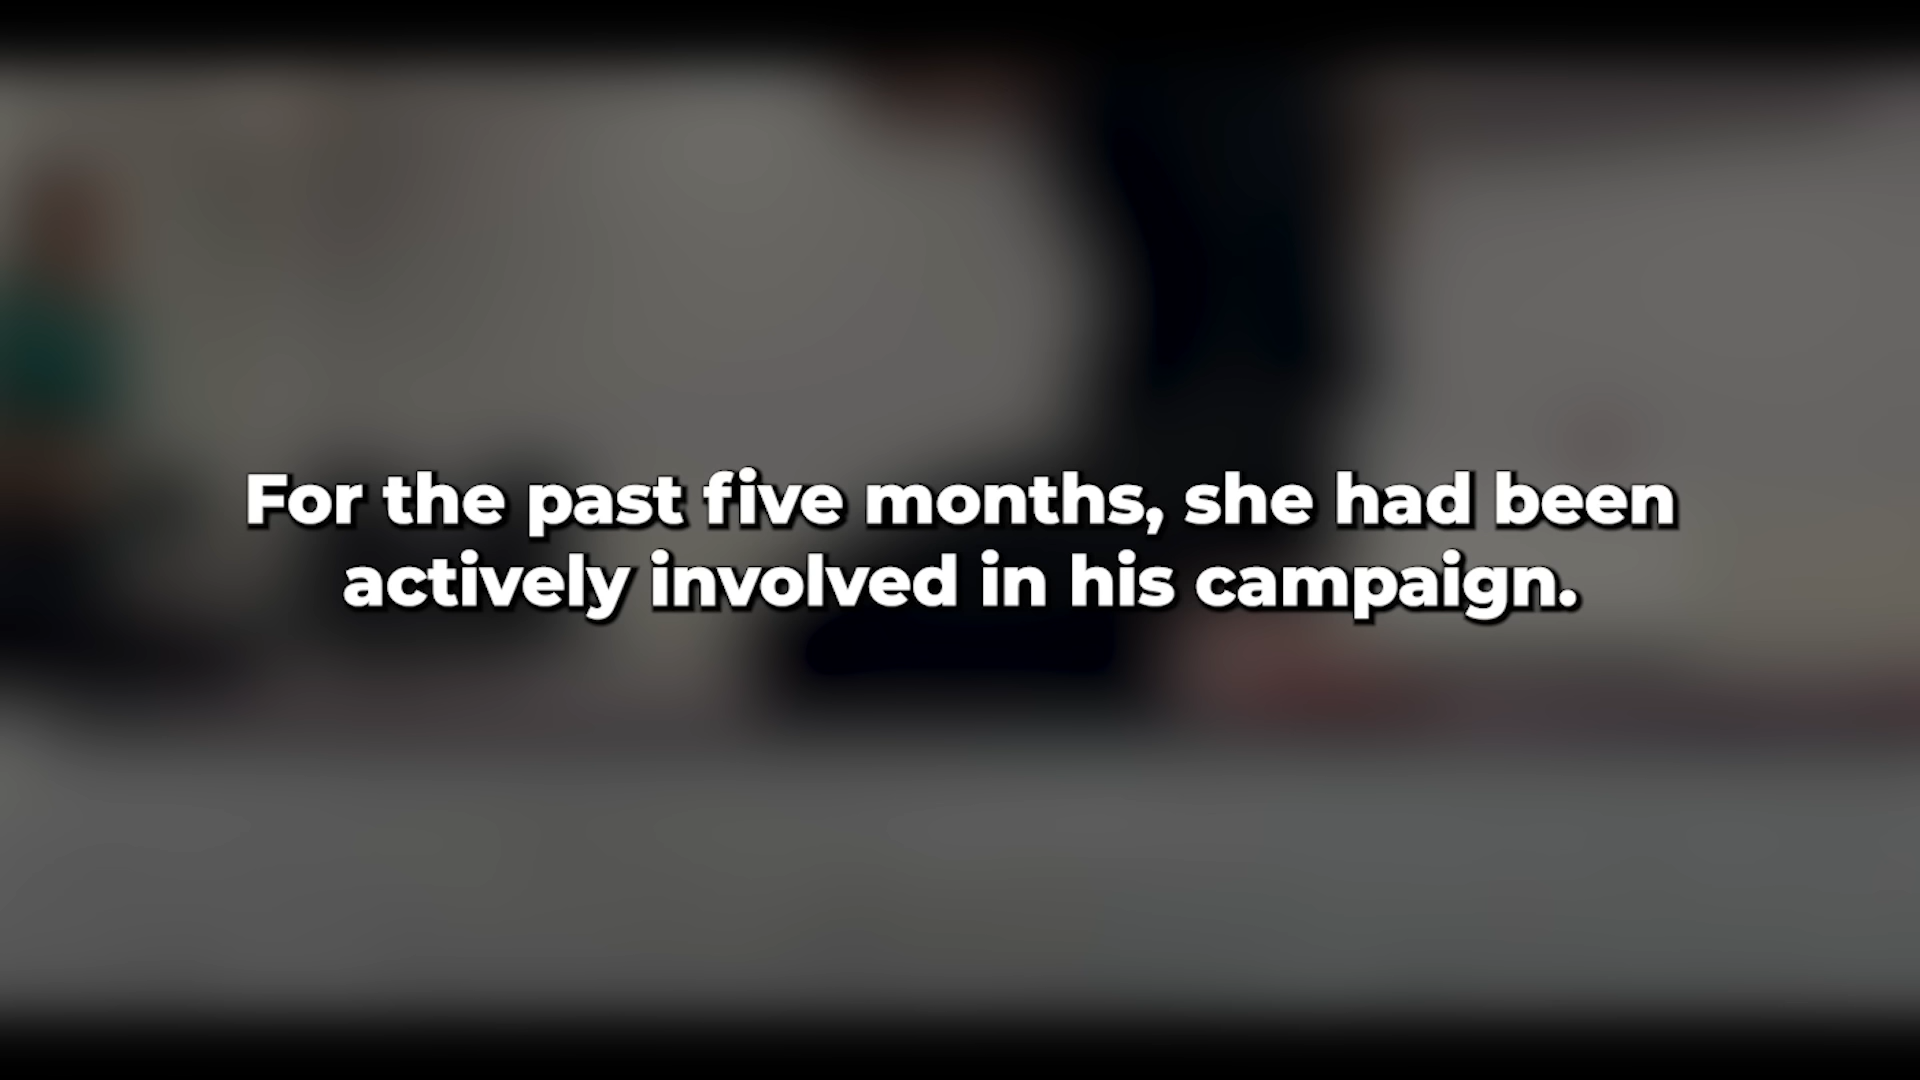 For the past five months, she had been
actively involved in his campaign.